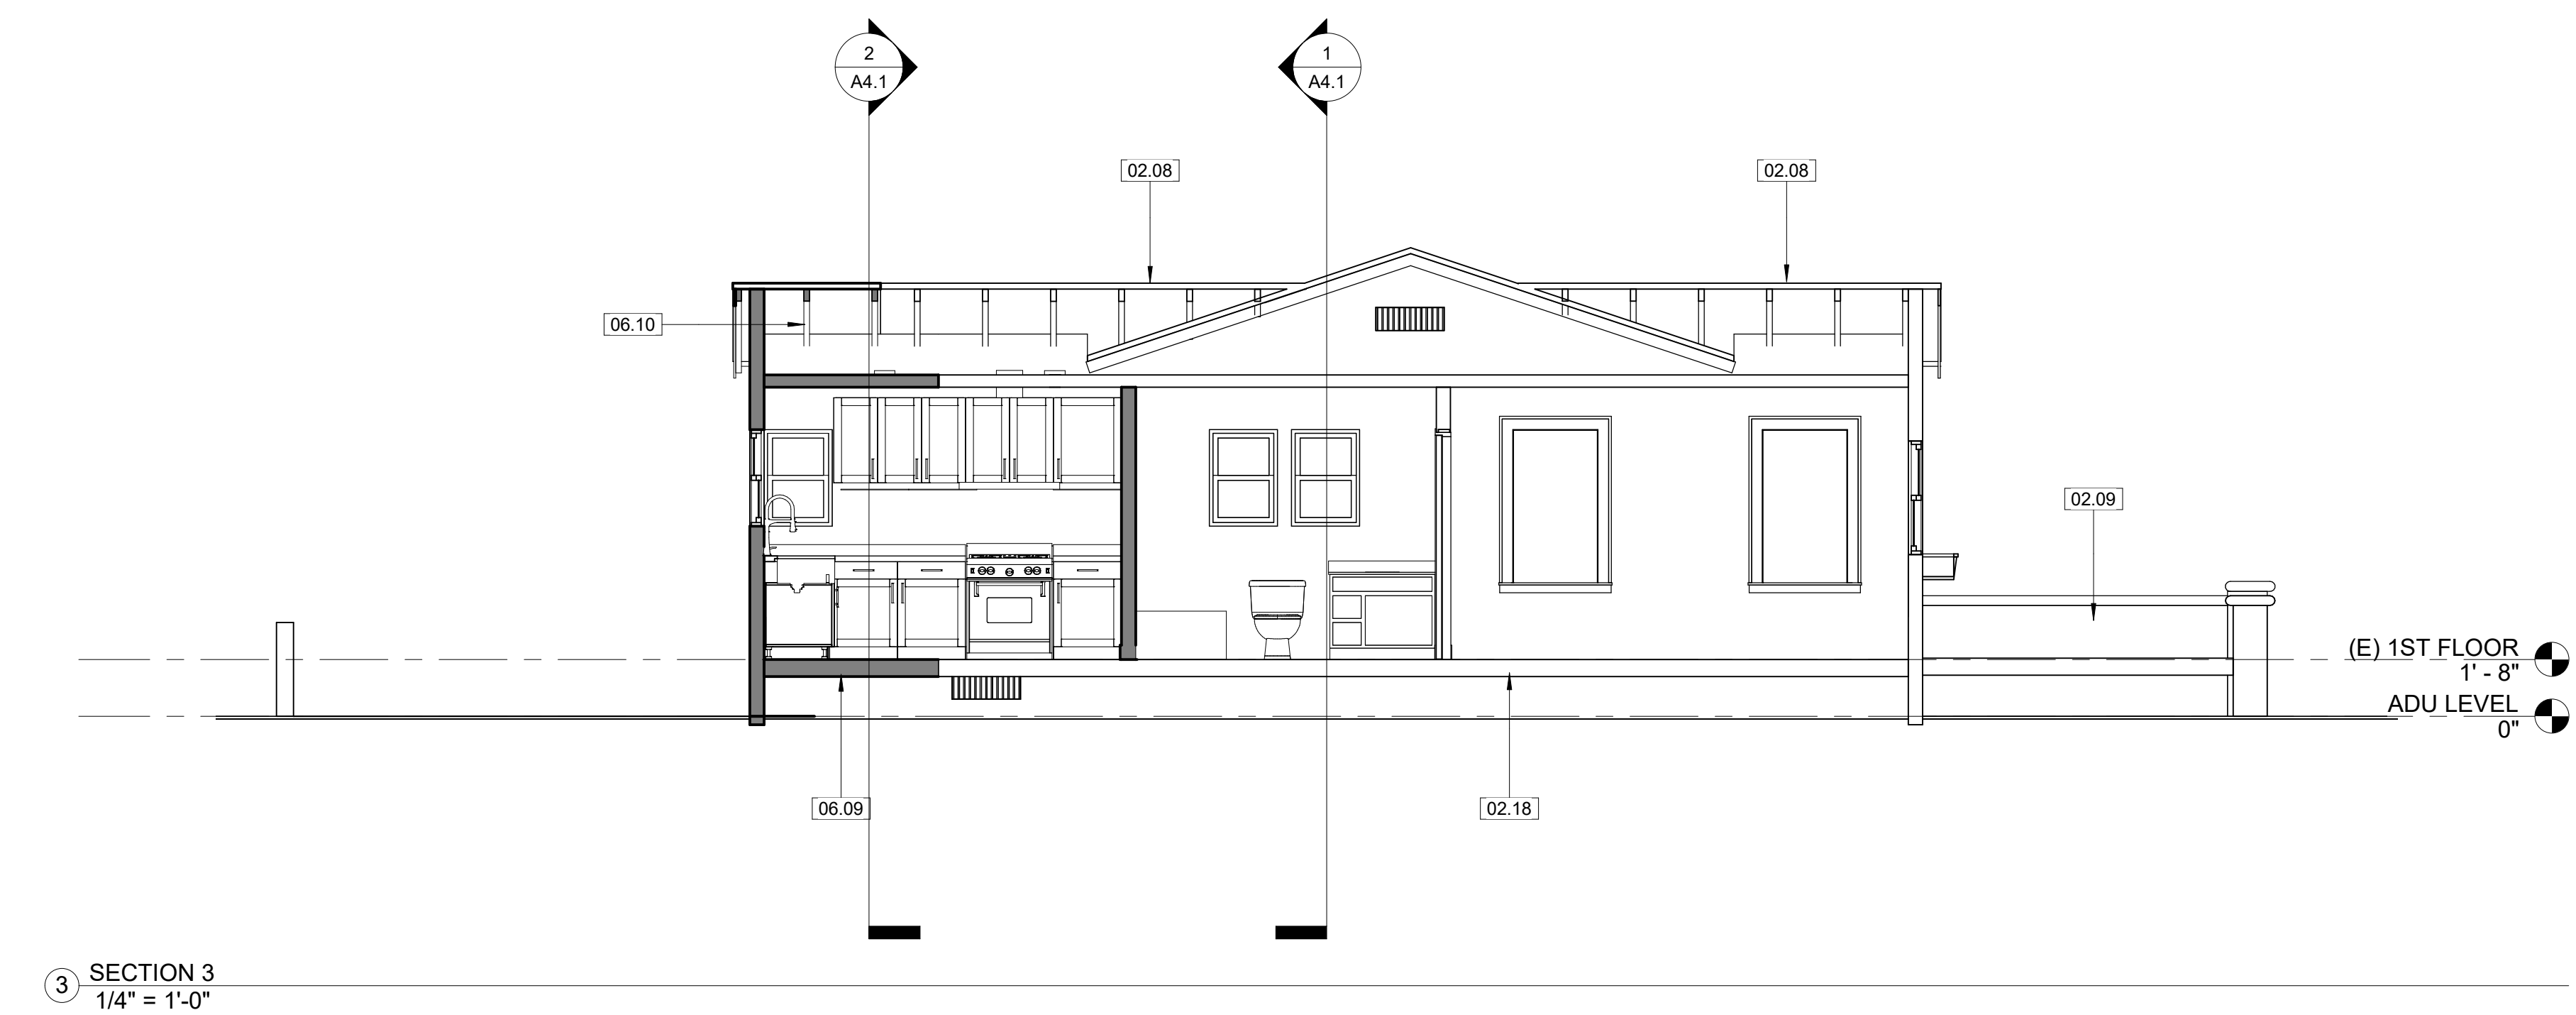 2
A4.1
1
A4.1
02.08
02.08
06.10
02.09
(E) 1ST FLOOR
1' - 8"
ADU LEVEL
0"
06.09
02.18
3
SECTION 3
1/4" = 1'-0"